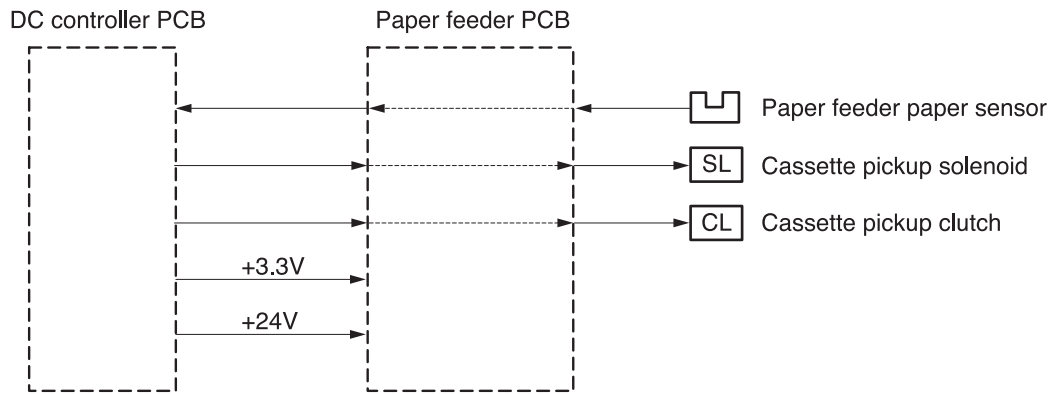 DC controller PCB
Paper feeder PCB
Paper feeder paper sensor
SL Cassette pickup solenoid
CL Cassette pickup clutch
+3.3V
+24V